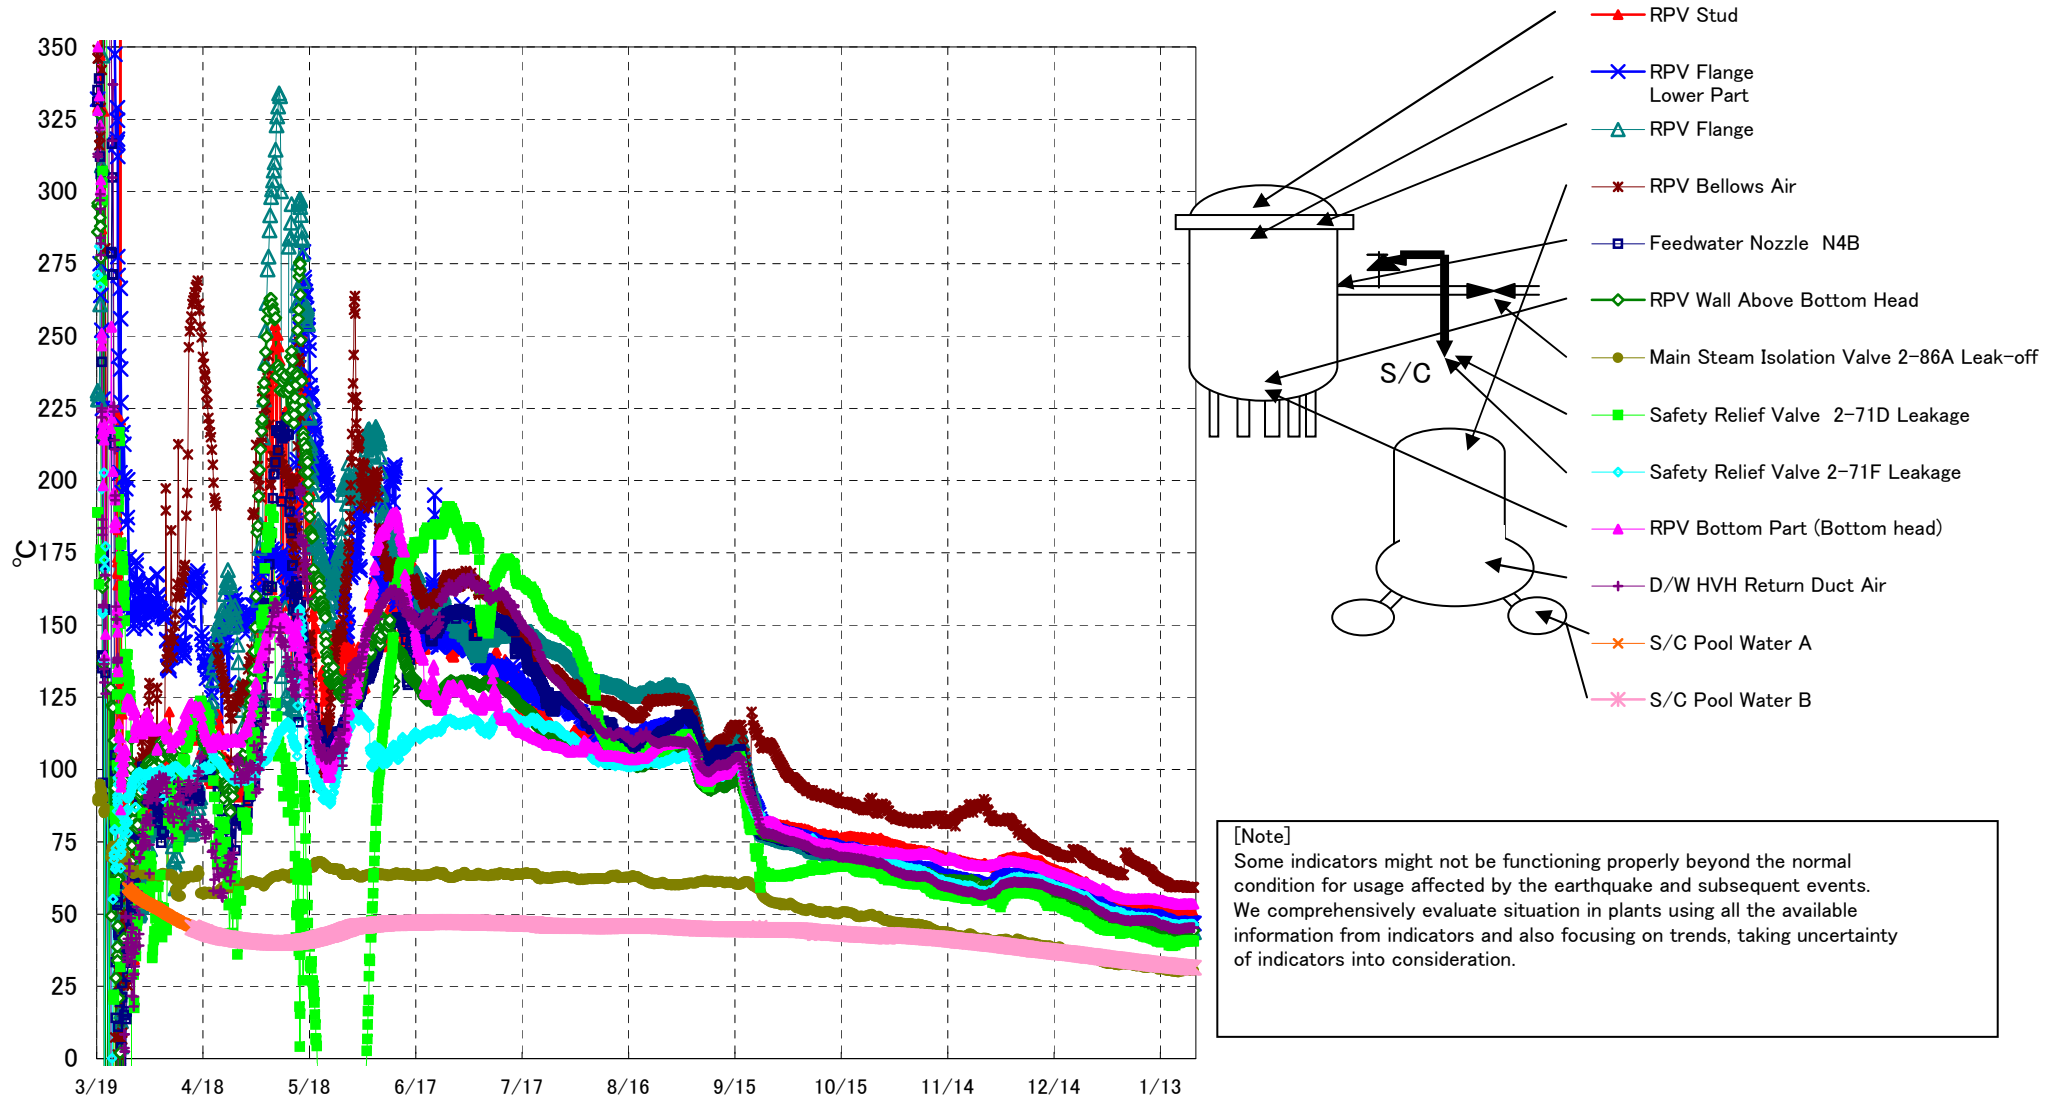 350
325
300
275
250
225
200
175
150
125
100
75
50
25
0
℃
3/19
4/18
5/18
6/17
7/17
8/16
9/15
10/15
11/14
12/14
1/13
RPV Stud
RPV Flange
Lower Part
RPV Flange
RPV Bellows Air
Feedwater Nozzle N4B
RPV Wall Above Bottom Head
Main Steam Isolation Valve 2-86A Leak-off
Safety Relief Valve 2-71D Leakage
Safety Relief Valve 2-71F Leakage
RPV Bottom Part (Bottom head)
D/W HVH Return Duct Air
S/C Pool Water A
S/C Pool Water B
S/C
[Note]
Some indicators might not be functioning properly beyond the normal
condition for usage affected by the earthquake and subsequent events.
We comprehensively evaluate situation in plants using all the available
information from indicators and also focusing on trends, taking uncertainty
of indicators into consideration.